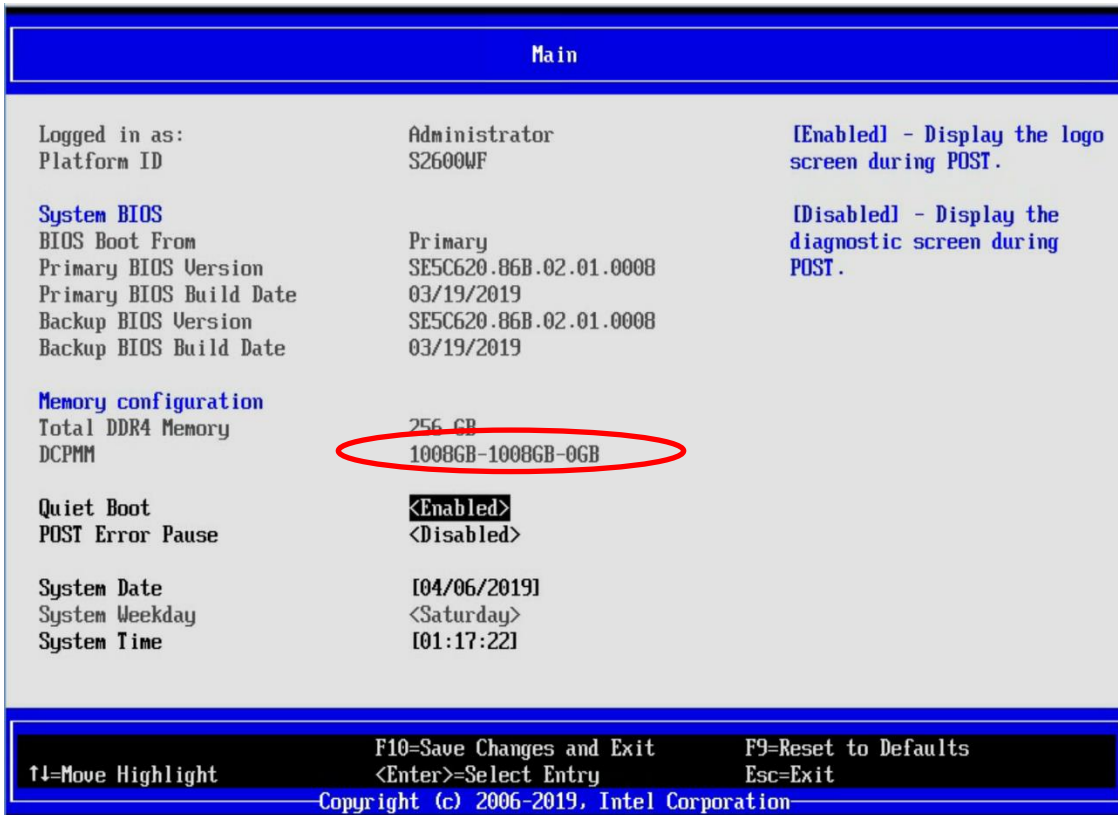 Main
Logged in as: Administrator
Platform ID S2600WF
System BIOS
BIOS Boot From Primary
Primary BIOS Version SE5C620.86B.02.01.0008
Primary BIOS Build Date 03/19/2019
Backup BIOS Version SE5C620.86B.02.01.0008
Backup BIOS Build Date 03/19/2019
Memory configuration
Total DDR4 Memory 256 GB
DCPMM 1008GB-1008GB-0GB
Quiet Boot <Enabled>
POST Error Pause <Disabled>
System Date [04/06/2019]
System Weekday <Saturday>
System Time [01:17:22]
[Enabled] - Display the logo
screen during POST.
[Disabled] - Display the
diagnostic screen during
POST.
F10=Save Changes and Exit F9=Reset to Defaults
↑↓=Move Highlight <Enter>=Select Entry Esc=Exit
Copyright (c) 2006-2019, Intel Corporation